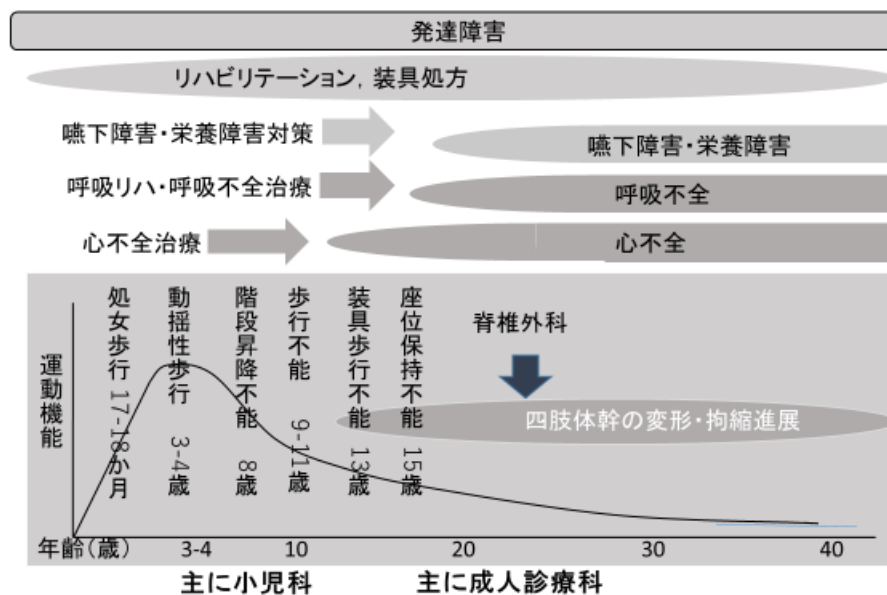 発達障害
リハビリテーション，装具処方
嚥下障害・栄養障害対策
嚥下障害・栄養障害
呼吸リハ・呼吸不全治療
呼吸不全
心不全治療
心不全
運動機能
処女歩行 17-18か月
動揺性歩行 3-4歳
階段昇降不能 8歳
歩行不能 9-11歳
装具歩行不能 13歳
座位保持不能 15歳
脊椎外科
四肢体幹の変形・拘縮進展
年齢(歳) 3-4 10 20 30 40
主に小児科 主に成人診療科